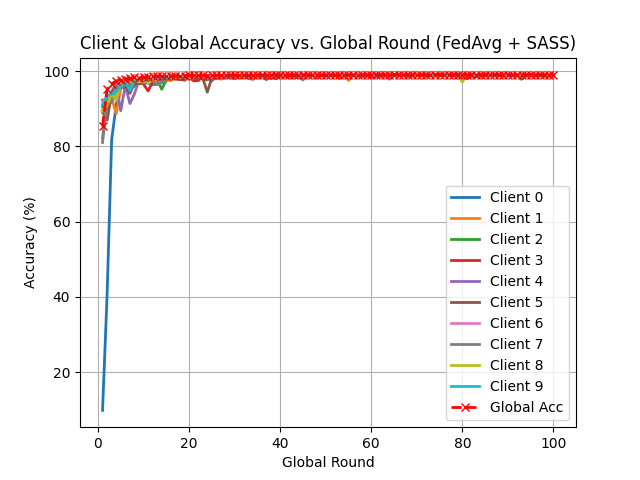 Client & Global Accuracy vs. Global Round (FedAvg + SASS)
Accuracy (%)
100
80
60
40
20
0
20
40
60
80
100
Global Round
Client 0
Client 1
Client 2
Client 3
Client 4
Client 5
Client 6
Client 7
Client 8
Client 9
Global Acc